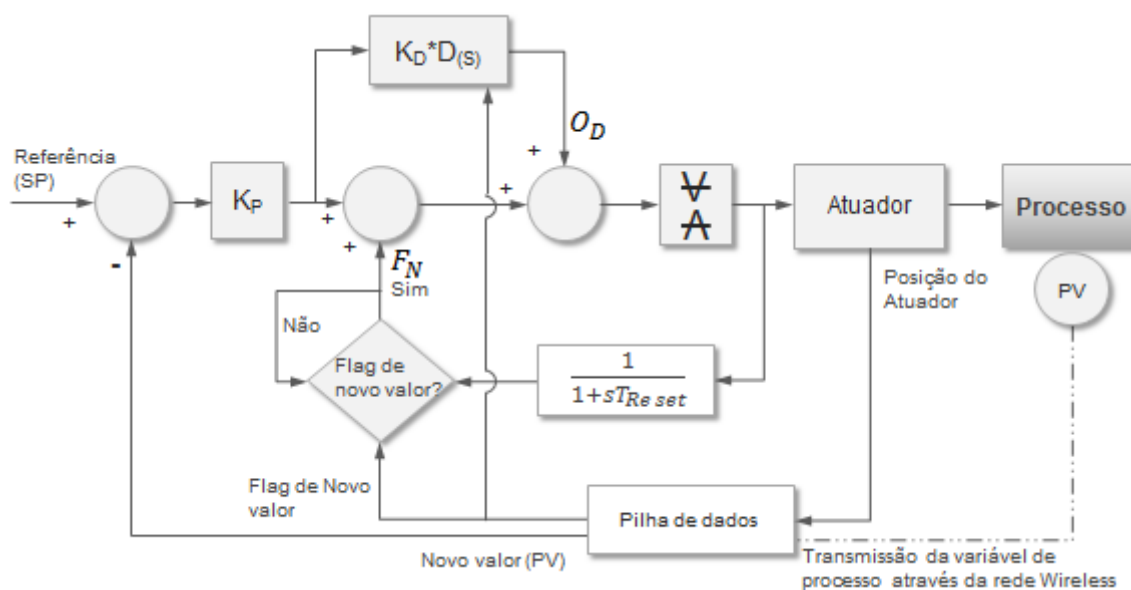 K_D*D_(S)
O_D
Referência
(SP)
+
-
K_P
+
+
F_N
Sim
Não
+
+
Atuador
Processo
Posição do
Atuador
PV
Flag de
novo valor?
1
1+sT_Re set
Flag de Novo
valor
Pilha de dados
Novo valor (PV)
Transmissão da variável de
processo através da rede Wireless